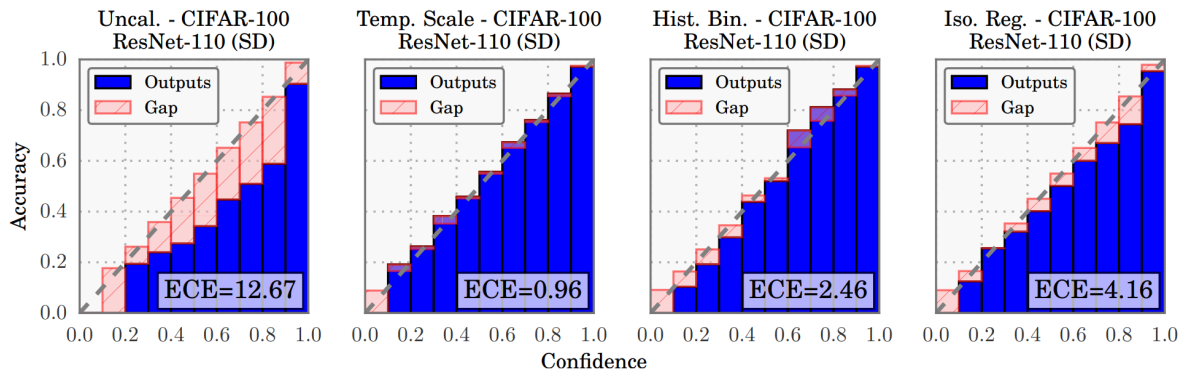 Uncal. - CIFAR-100
ResNet-110 (SD)
Temp. Scale - CIFAR-100
ResNet-110 (SD)
Hist. Bin. - CIFAR-100
ResNet-110 (SD)
Iso. Reg. - CIFAR-100
ResNet-110 (SD)
Accuracy
1.0
0.8
0.6
0.4
0.2
0.0
Outputs
Gap
ECE=12.67
0.0 0.2 0.4 0.6 0.8 1.0
Outputs
Gap
ECE=0.96
0.0 0.2 0.4 0.6 0.8 1.0
Outputs
Gap
ECE=2.46
0.0 0.2 0.4 0.6 0.8 1.0
Outputs
Gap
ECE=4.16
0.0 0.2 0.4 0.6 0.8 1.0
Confidence